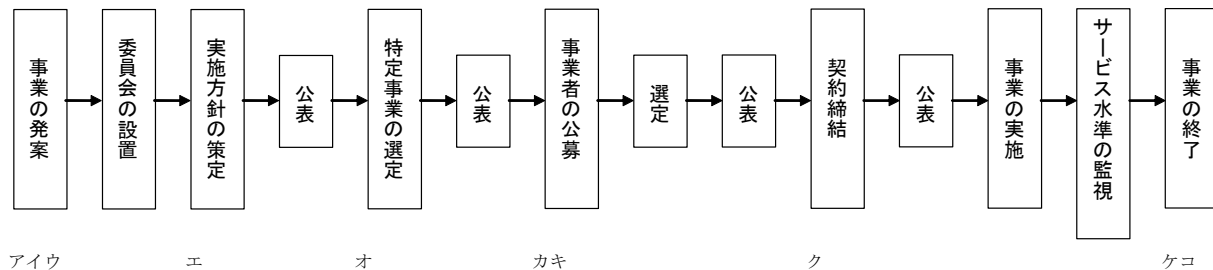 事業の発案
委員会の設置
実施方針の策定
公表
特定事業の選定
公表
事業者の公募
選定
公表
契約締結
公表
事業の実施
サービス水準の監視
事業の終了
アイウ
エ
オ
カキ
ク
ケコ